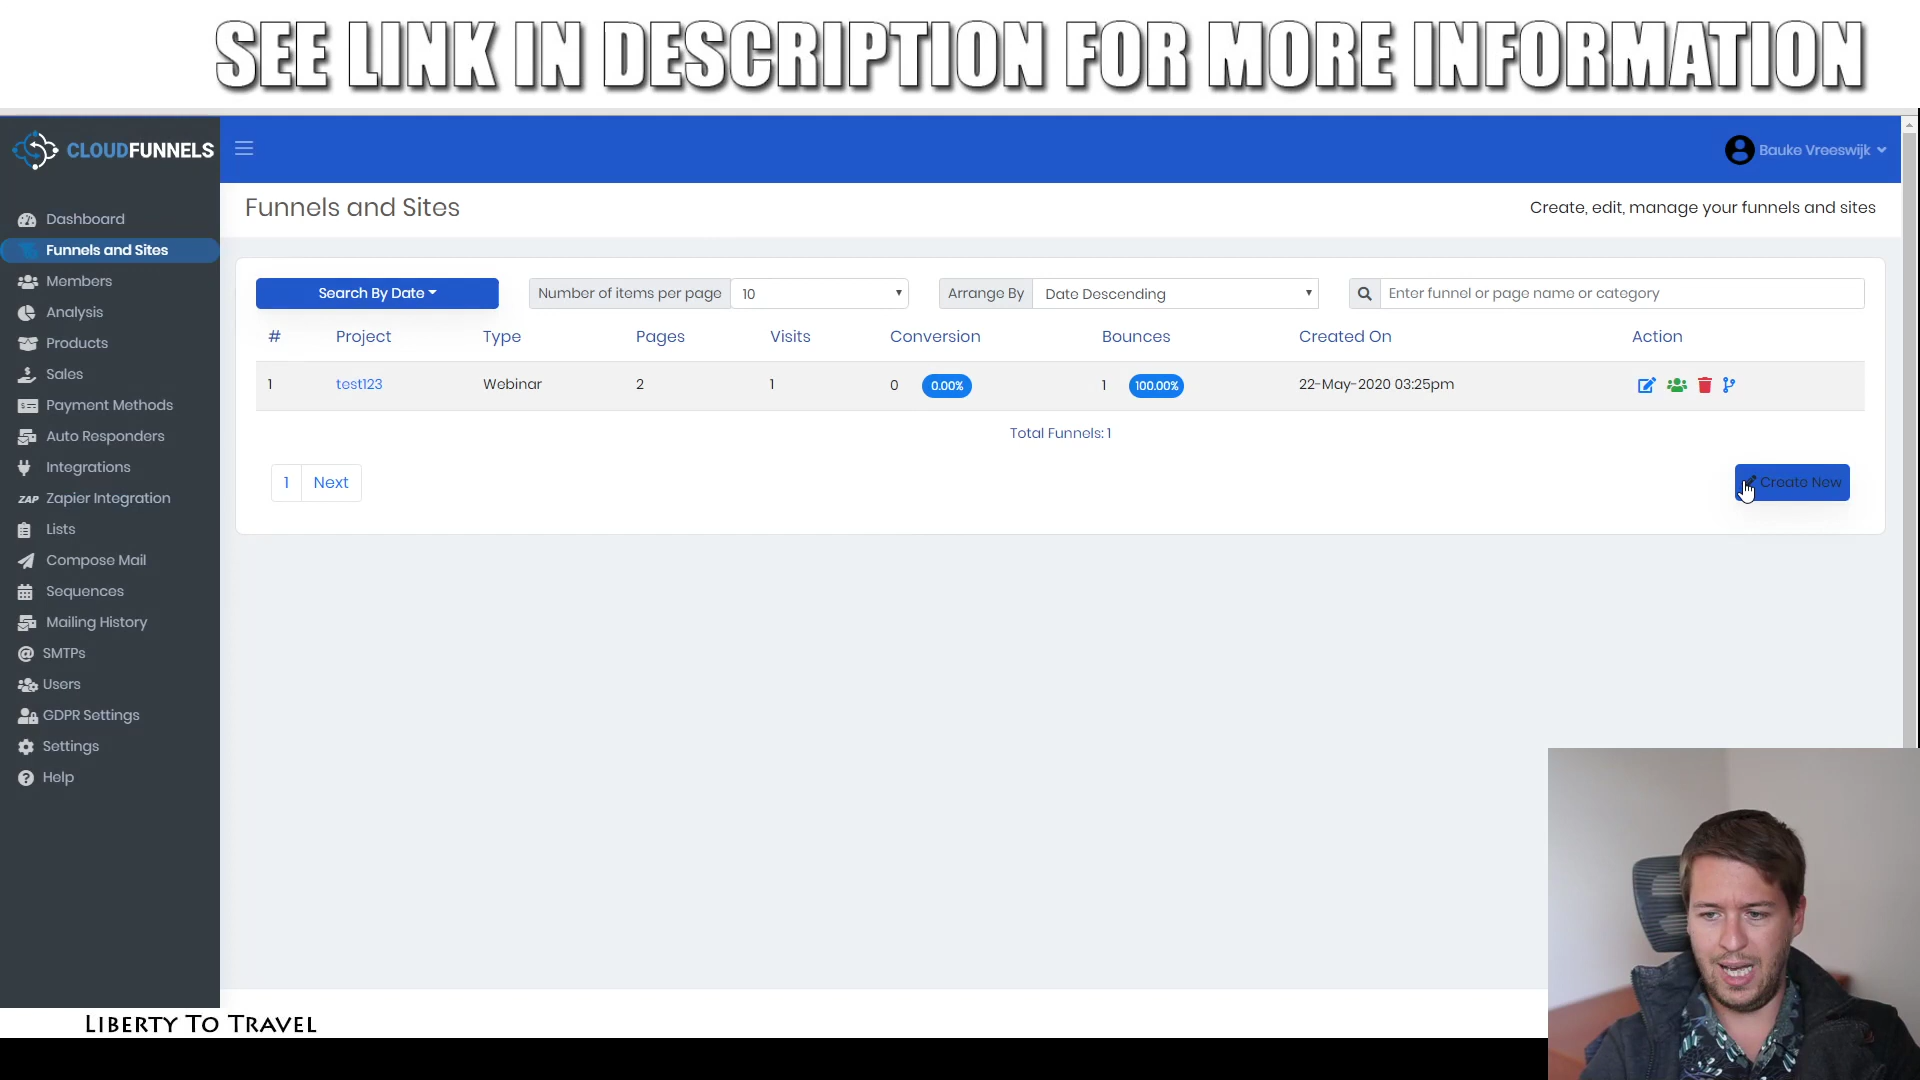 SEE LINK IN DESCRIPTION FOR MORE INFORMATION
CLOUDFUNNELS
Bauke Vreeswijk
Funnels and Sites
Create, edit, manage your funnels and sites
Dashboard
Funnels and Sites
Members
Analysis
Products
Sales
Payment Methods
Auto Responders
Integrations
ZAP Zapier Integration
Lists
Compose Mail
Sequences
Mailing History
SMTPs
Users
GDPR Settings
Settings
Help
Search By Date
Number of items per page 10
Arrange By Date Descending
Enter funnel or page name or category
# Project Type Pages Visits Conversion Bounces Created On Action
1 test123 Webinar 2 1 0 0.00% 1 100.00% 22-May-2020 03:25pm
Total Funnels: 1
1 Next
Create New
LIBERTY TO TRAVEL